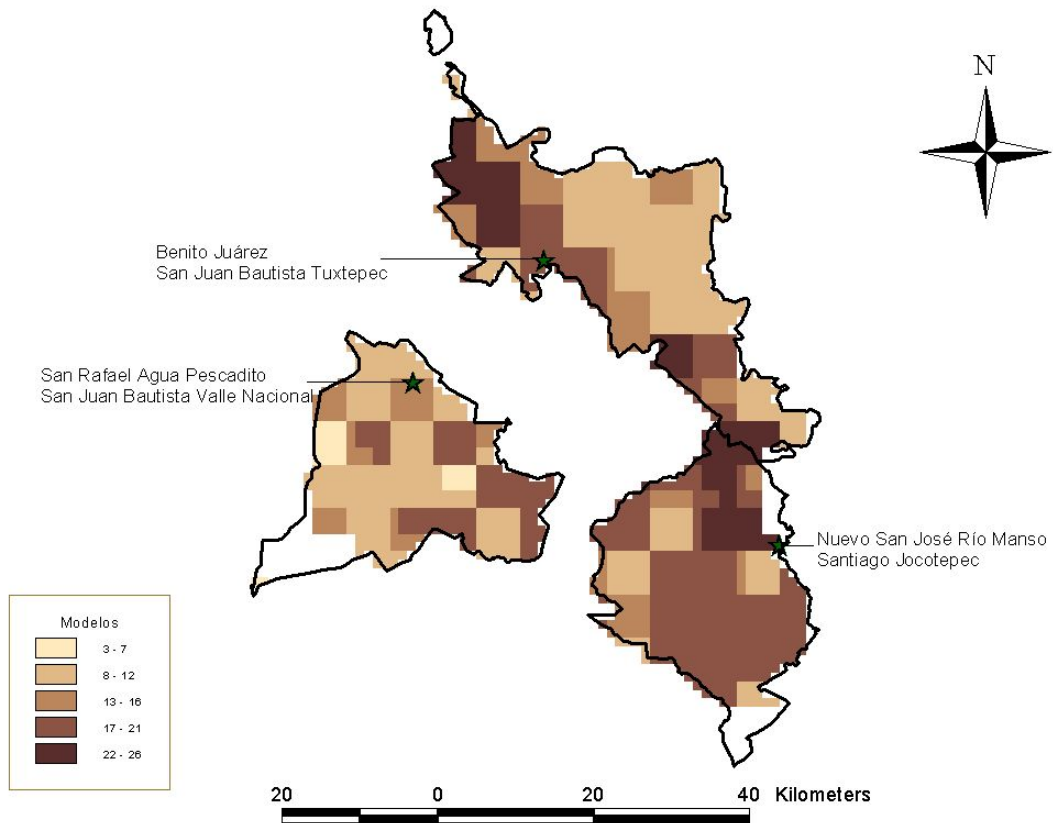 N
Benito Juárez
San Juan Bautista Tuxtepec
San Rafael Agua Pescadito
San Juan Bautista Valle Nacional
Nuevo San José Río Manso
Santiago Jocotepec
Modelos
3 - 7
8 - 12
13 - 16
17 - 21
22 - 26
20 0 20 40 Kilometers